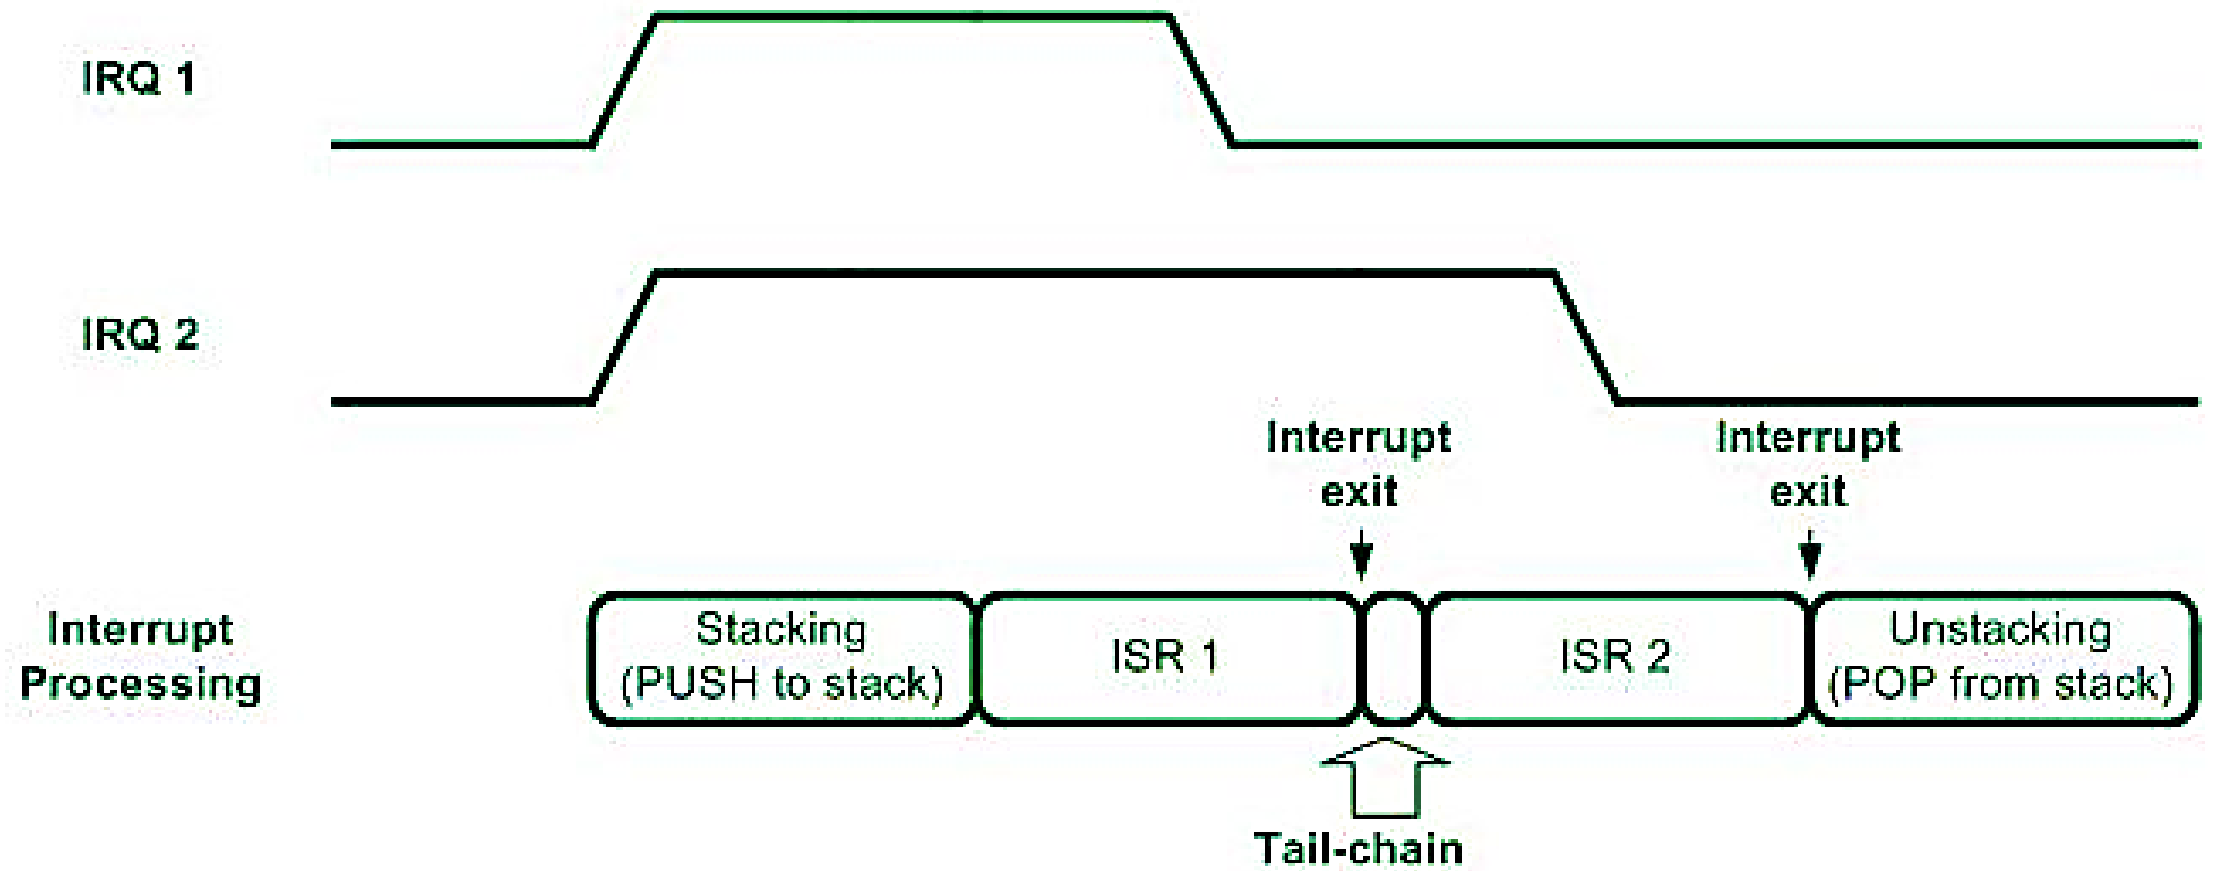 IRQ 1
IRQ 2
Interrupt
exit
Interrupt
exit
Interrupt
Processing
Stacking
(PUSH to stack)
ISR 1
ISR 2
Unstacking
(POP from stack)
Tail-chain